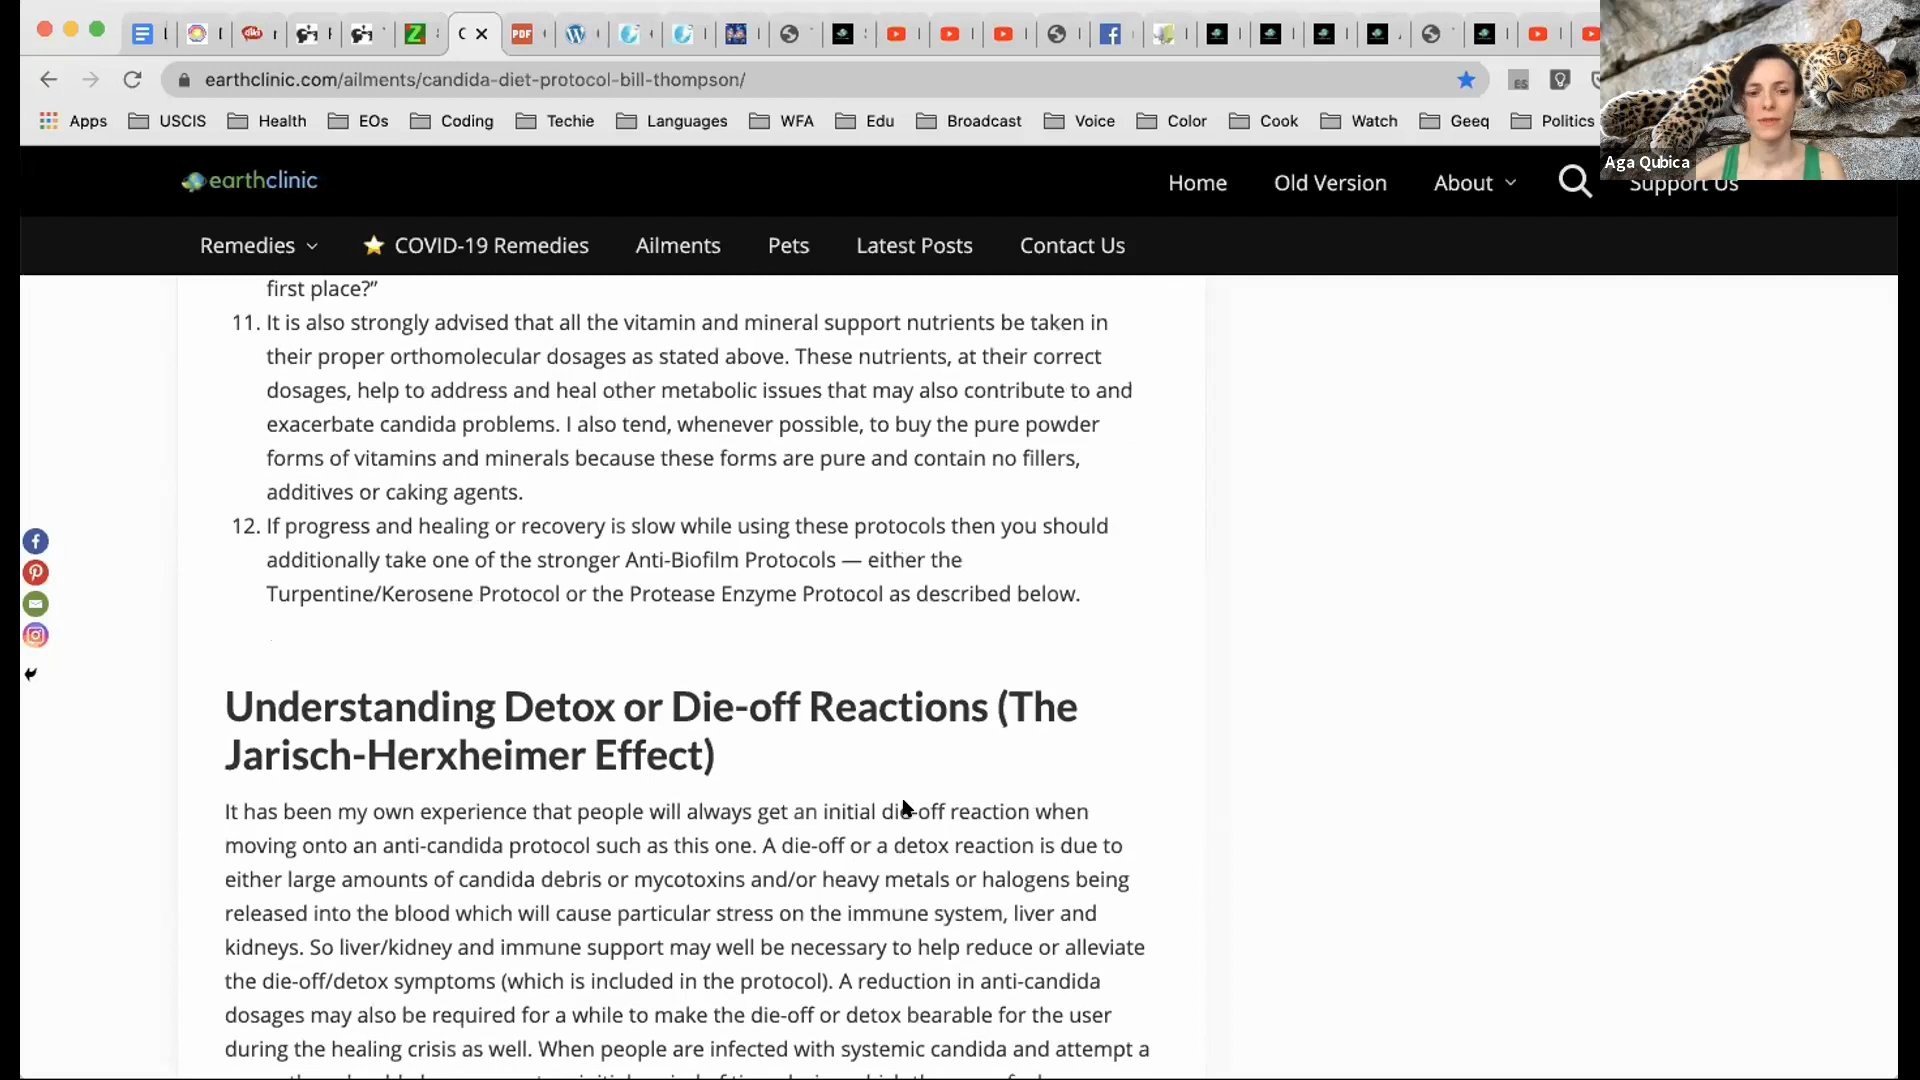 earthclinic.com/ailments/candida-diet-protocol-bill-thompson/
Apps
USCIS
Health
EOs
Coding
Techie
Languages
WFA
Edu
Broadcast
Voice
Color
Cook
Watch
Geeq
Politics
Aga Qubica
earthclinic
Home
Old Version
About
Support Us
Remedies
COVID-19 Remedies
Ailments
Pets
Latest Posts
Contact Us
first place?”
11. It is also strongly advised that all the vitamin and mineral support nutrients be taken in
their proper orthomolecular dosages as stated above. These nutrients, at their correct
dosages, help to address and heal other metabolic issues that may also contribute to and
exacerbate candida problems. I also tend, whenever possible, to buy the pure powder
forms of vitamins and minerals because these forms are pure and contain no fillers,
additives or caking agents.
12. If progress and healing or recovery is slow while using these protocols then you should
additionally take one of the stronger Anti-Biofilm Protocols — either the
Turpentine/Kerosene Protocol or the Protease Enzyme Protocol as described below.
Understanding Detox or Die-off Reactions (The
Jarisch-Herxheimer Effect)
It has been my own experience that people will always get an initial die-off reaction when
moving onto an anti-candida protocol such as this one. A die-off or a detox reaction is due to
either large amounts of candida debris or mycotoxins and/or heavy metals or halogens being
released into the blood which will cause particular stress on the immune system, liver and
kidneys. So liver/kidney and immune support may well be necessary to help reduce or alleviate
the die-off/detox symptoms (which is included in the protocol). A reduction in anti-candida
dosages may also be required for a while to make the die-off or detox bearable for the user
during the healing crisis as well. When people are infected with systemic candida and attempt a